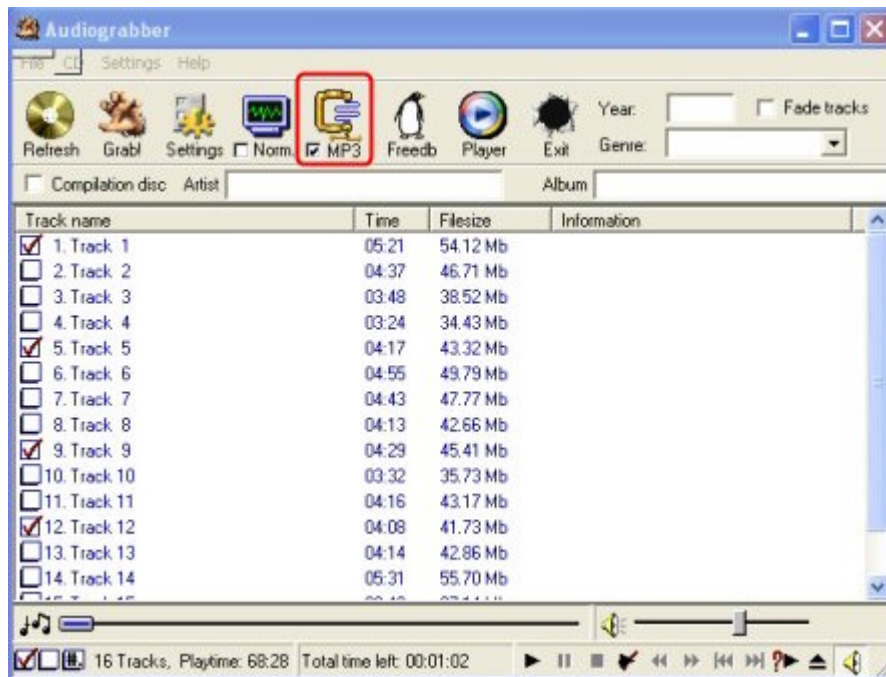 Audiograbber
File CD Settings Help
Refresh Grab! Settings Norm. MP3 Freedb Player Exit Year: Fade tracks
Genre:
Compilation disc Artist Album
Track name Time Filesize Information
1. Track 1 05:21 54.12 Mb
2. Track 2 04:37 46.71 Mb
3. Track 3 03:48 38.52 Mb
4. Track 4 03:24 34.43 Mb
5. Track 5 04:17 43.32 Mb
6. Track 6 04:55 49.79 Mb
7. Track 7 04:43 47.77 Mb
8. Track 8 04:13 42.66 Mb
9. Track 9 04:29 45.41 Mb
10. Track 10 03:32 35.73 Mb
11. Track 11 04:16 43.17 Mb
12. Track 12 04:08 41.73 Mb
13. Track 13 04:14 42.86 Mb
14. Track 14 05:31 55.70 Mb
16 Tracks, Playtime: 68:28 Total time left: 00:01:02